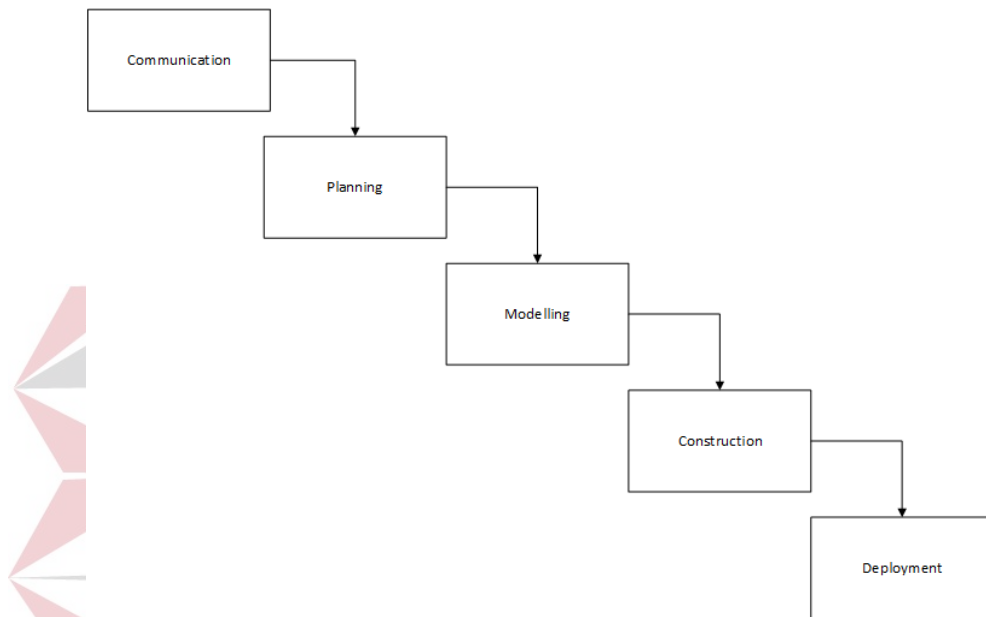 Communication
Planning
Modelling
Construction
Deployment